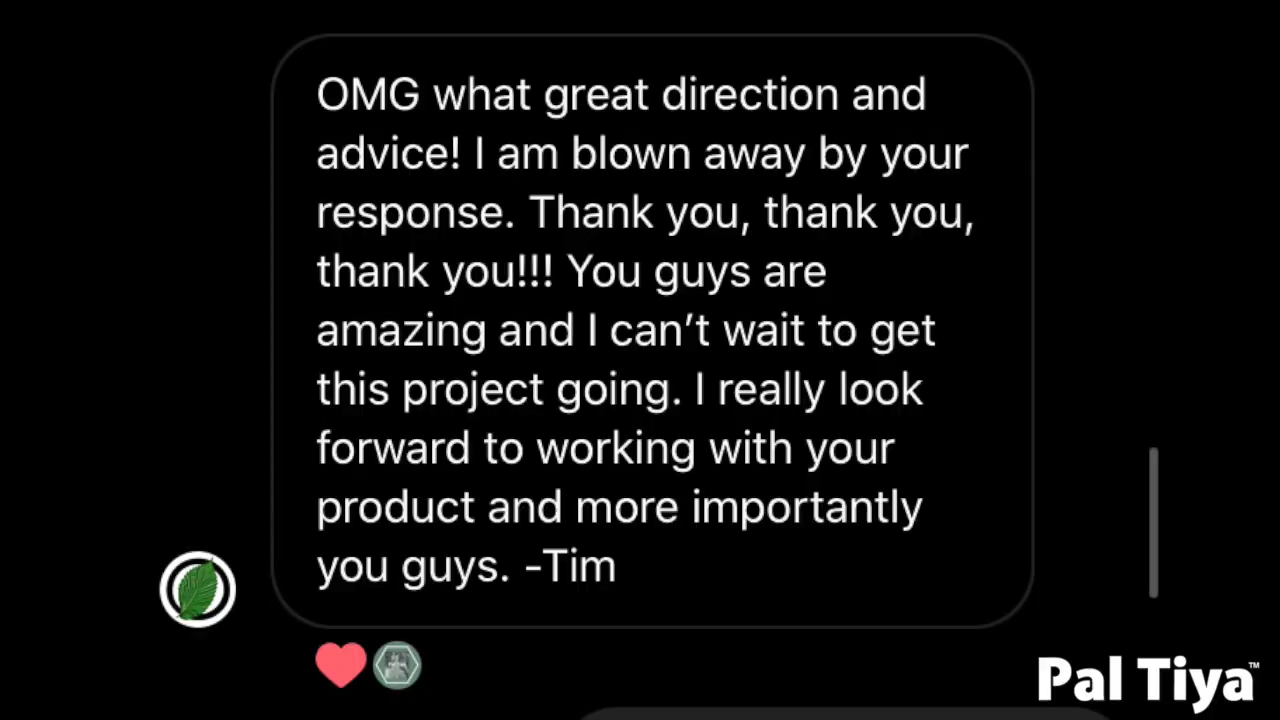 OMG what great direction and
advice! I am blown away by your
response. Thank you, thank you,
thank you!!! You guys are
amazing and I can’t wait to get
this project going. I really look
forward to working with your
product and more importantly
you guys. -Tim
Pal Tiya™